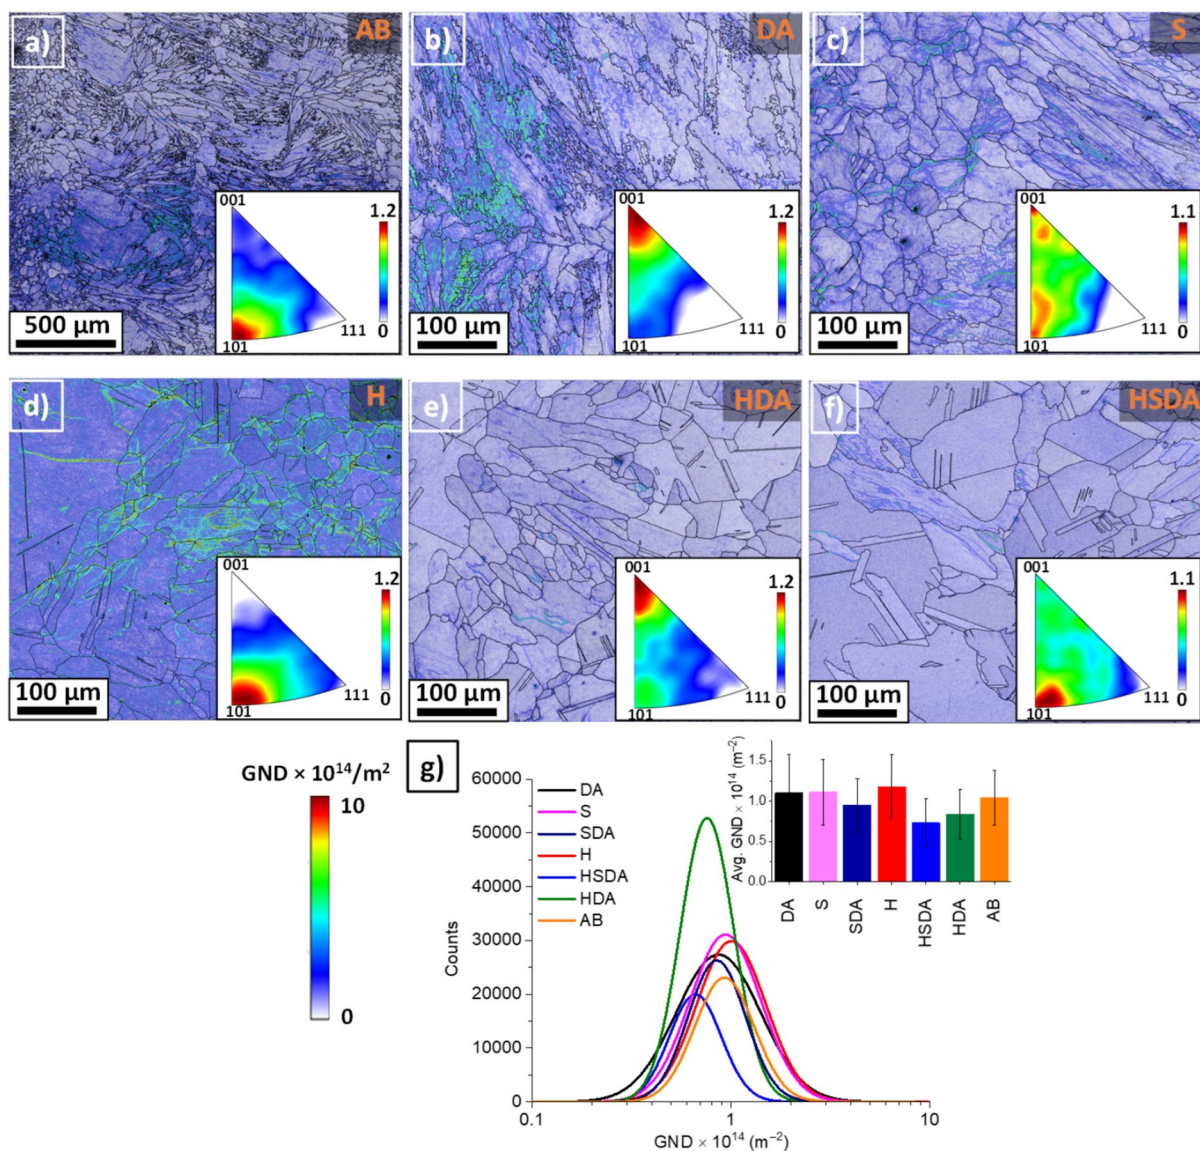 a)
AB
001
1.2
0
101
111
500 µm
b)
DA
001
1.2
0
101
111
100 µm
c)
S
001
1.1
0
101
111
100 µm
d)
H
001
1.2
0
101
111
100 µm
e)
HDA
001
1.2
0
101
111
100 µm
f)
HSDA
001
1.1
0
101
111
100 µm
GND × 10¹⁴/m²
10
0
g)
60000
50000
40000
30000
20000
10000
0
Counts
0.1
1
10
GND × 10¹⁴ (m⁻²)
DA
S
SDA
H
HSDA
HDA
AB
Avg. GND × 10¹⁴ (m⁻²)
1.5
1.0
0.5
0.0
DA
S
SDA
H
HSDA
HDA
AB